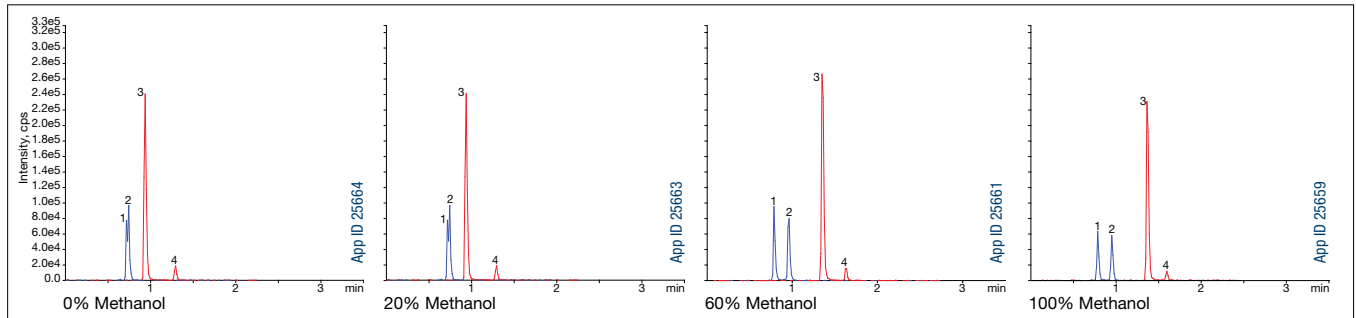 Intensity, cps
3.3e5
3.2e5
3.0e5
2.8e5
2.6e5
2.4e5
2.2e5
2.0e5
1.8e5
1.6e5
1.4e5
1.2e5
1.0e5
8.0e4
6.0e4
4.0e4
2.0e4
0.0
1
2
3
4
1
2
3
min
App ID 25664
0% Methanol
1
2
3
4
1
2
3
min
App ID 25663
20% Methanol
1
2
3
4
1
2
3
min
App ID 25661
60% Methanol
1
2
3
4
1
2
3
min
App ID 25659
100% Methanol